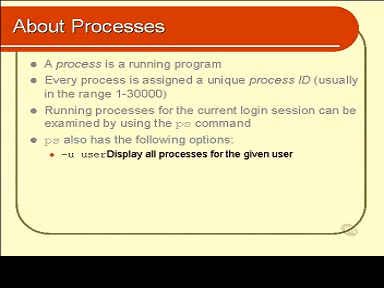 About Processes
A process is a running program
Every process is assigned a unique process ID (usually
in the range 1-30000)
Running processes for the current login session can be
examined by using the ps command
ps also has the following options:
-u userDisplay all processes for the given user